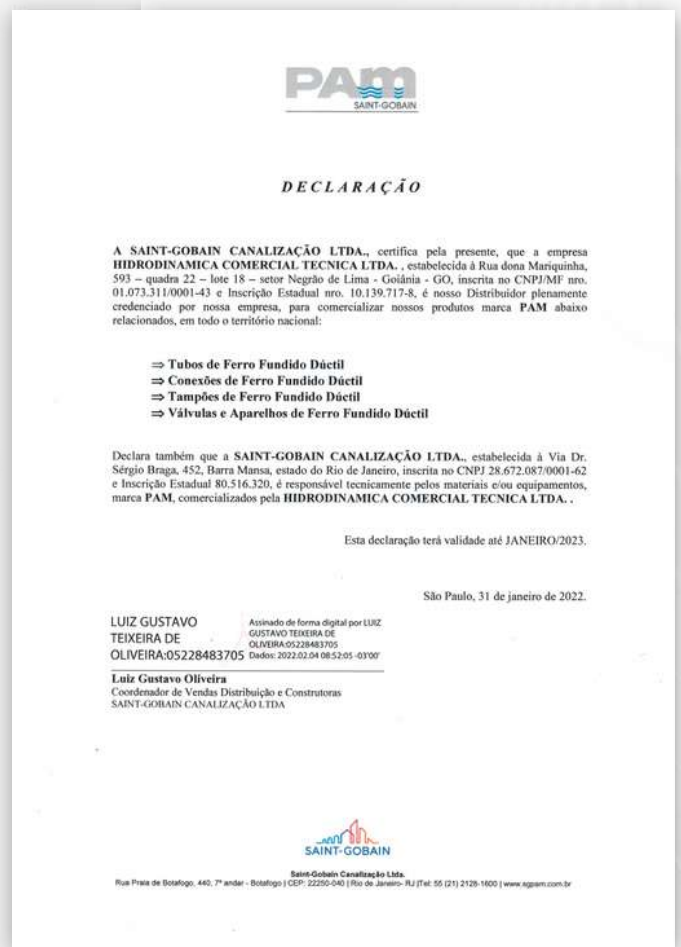 PAM
SAINT-GOBAIN
DECLARAÇÃO
A SAINT-GOBAIN CANALIZAÇÃO LTDA., certifica pela presente, que a empresa
HIDRODINAMICA COMERCIAL TECNICA LTDA. , estabelecida à Rua dona Mariquinha,
593 – quadra 22 – lote 18 – setor Negrão de Lima - Goiânia - GO, inscrita no CNPJ/MF nro.
01.073.311/0001-43 e Inscrição Estadual nro. 10.139.717-8, é nosso Distribuidor plenamente
credenciado por nossa empresa, para comercializar nossos produtos marca PAM abaixo
relacionados, em todo o território nacional:
⇒ Tubos de Ferro Fundido Dúctil
⇒ Conexões de Ferro Fundido Dúctil
⇒ Tampões de Ferro Fundido Dúctil
⇒ Válvulas e Aparelhos de Ferro Fundido Dúctil
Declara também que a SAINT-GOBAIN CANALIZAÇÃO LTDA., estabelecida à Via Dr.
Sérgio Braga, 452, Barra Mansa, estado do Rio de Janeiro, inscrita no CNPJ 28.672.087/0001-62
e Inscrição Estadual 80.516.320, é responsável tecnicamente pelos materiais e/ou equipamentos,
marca PAM, comercializados pela HIDRODINAMICA COMERCIAL TECNICA LTDA. .
Esta declaração terá validade até JANEIRO/2023.
São Paulo, 31 de janeiro de 2022.
LUIZ GUSTAVO
TEIXEIRA DE
OLIVEIRA:05228483705
Assinado de forma digital por LUIZ
GUSTAVO TEIXEIRA DE
OLIVEIRA:05228483705
Dados: 2022.02.04 08:52:05 -03'00'
Luiz Gustavo Oliveira
Coordenador de Vendas Distribuição e Construtoras
SAINT-GOBAIN CANALIZAÇÃO LTDA
SAINT-GOBAIN
Saint-Gobain Canalização Ltda.
Rua Praia de Botafogo, 440, 7º andar - Botafogo | CEP: 22250-040 | Rio de Janeiro- RJ |Tel: 55 (21) 2128-1600 | www.sgpam.com.br